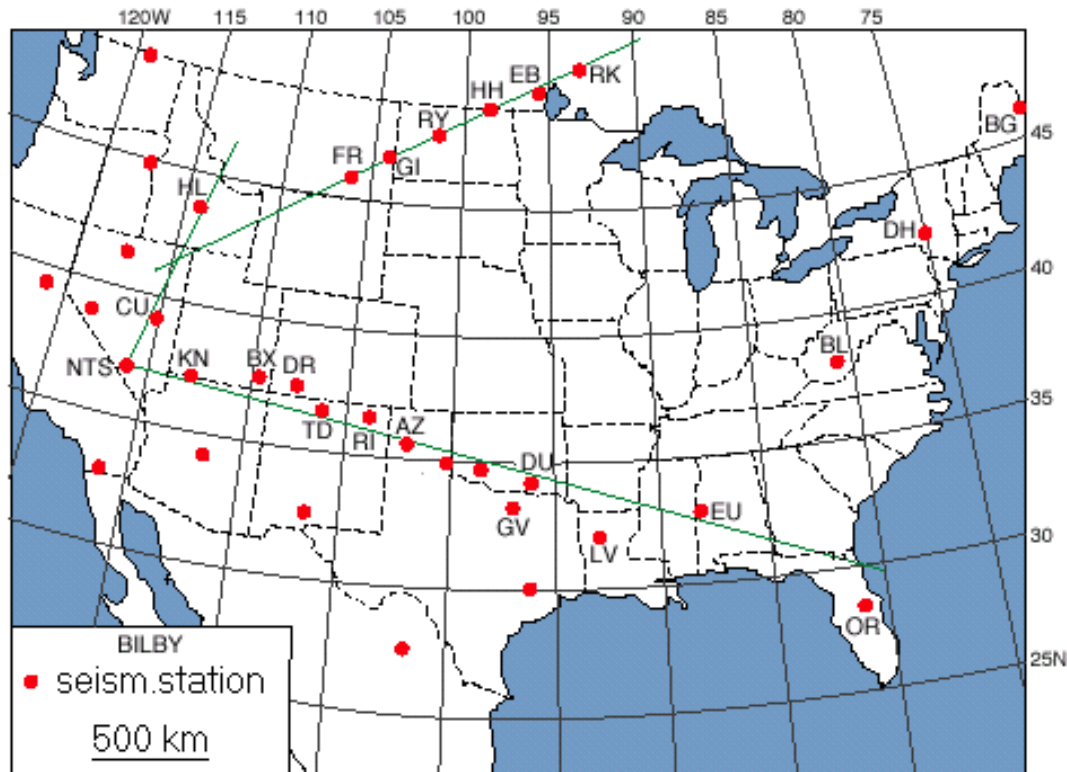 120W 115 110 105 100 95 90 85 80 75
EB RK
HH
RY
BG
45
FR
GI
HL
DH
40
CU
BL
NTS KN BX DR
35
TD RI AZ
DU
GV
EU
LV
30
OR
25N
BILBY
seism.station
500 km